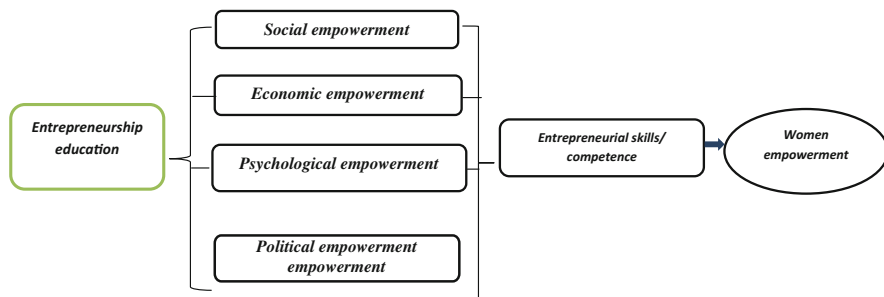 Social empowerment
Economic empowerment
Entrepreneurship
education
Psychological empowerment
Political empowerment
empowerment
Entrepreneurial skills/
competence
Women
empowerment